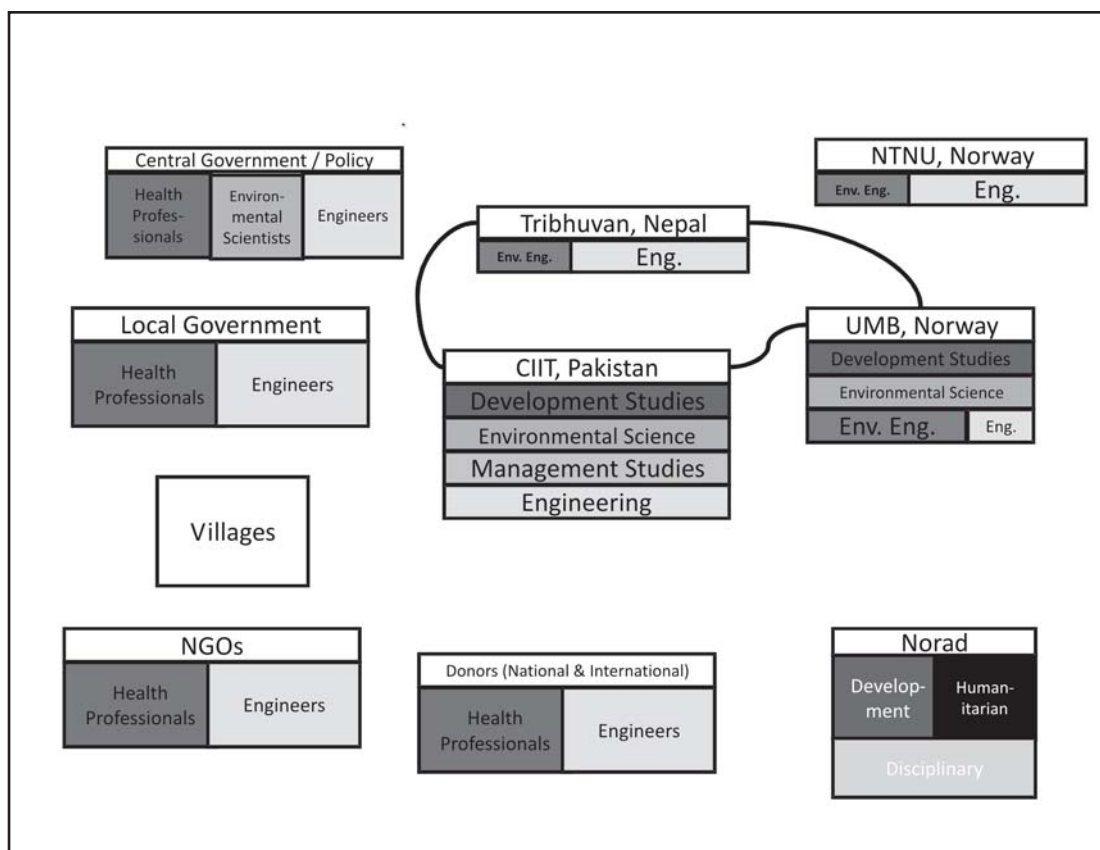 Central Government / Policy
Health
Profes-
sionals
Environ-
mental
Scientists
Engineers
NTNU, Norway
Env. Eng.
Eng.
Tribhuvan, Nepal
Env. Eng.
Eng.
Local Government
Health
Professionals
Engineers
UMB, Norway
Development Studies
Environmental Science
Env. Eng.
Eng.
CIIT, Pakistan
Development Studies
Environmental Science
Management Studies
Engineering
Villages
NGOs
Health
Professionals
Engineers
Donors (National & International)
Health
Professionals
Engineers
Norad
Develop-
ment
Human-
itarian
Disciplinary